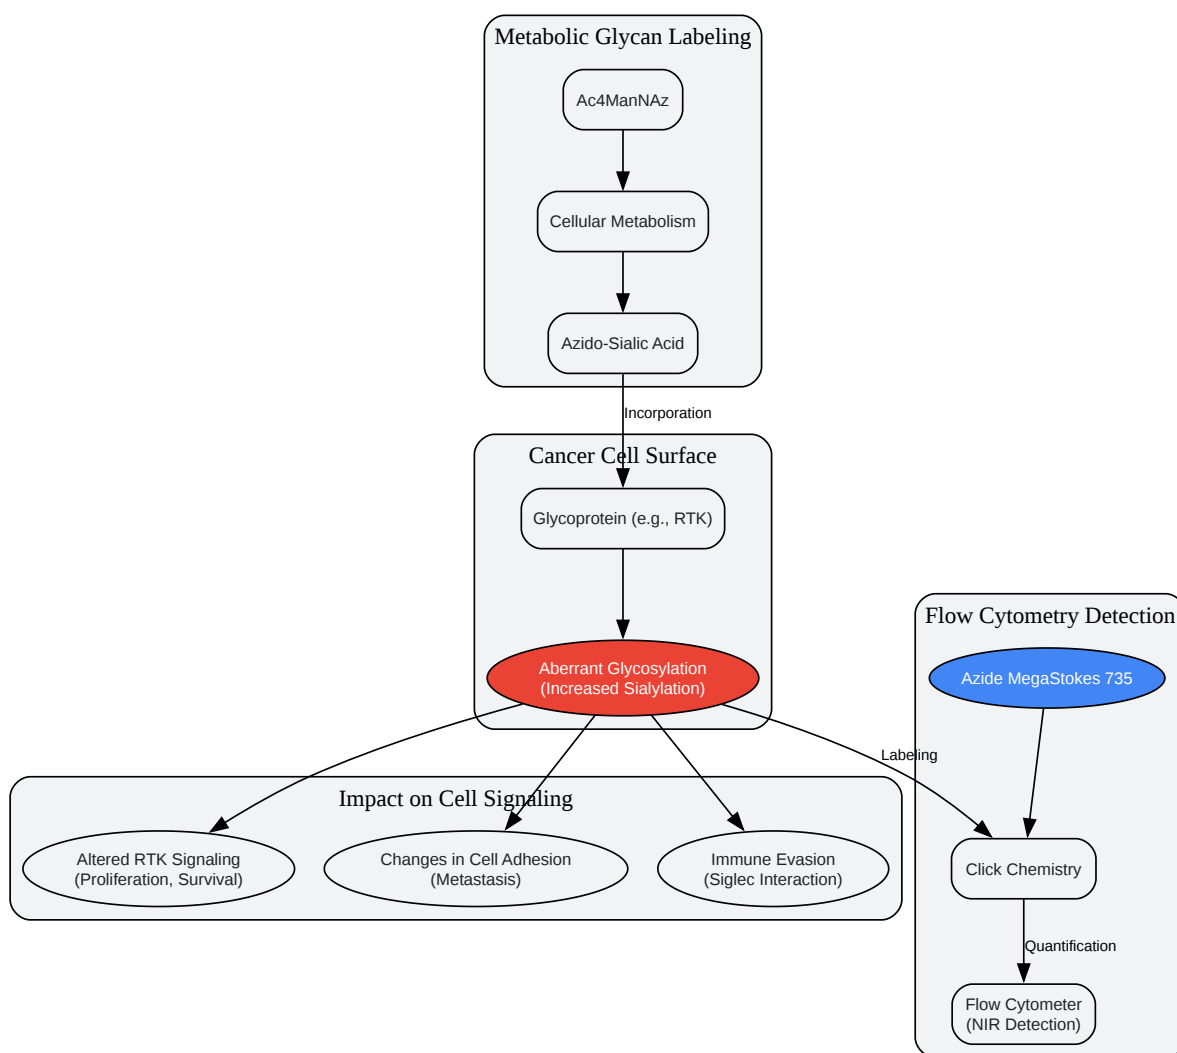 Metabolic Glycan Labeling
Ac4ManNAz
Cellular Metabolism
Azido-Sialic Acid
Incorporation
Cancer Cell Surface
Glycoprotein (e.g., RTK)
Aberrant Glycosylation
(Increased Sialylation)
Flow Cytometry Detection
Azide MegaStokes 735
Labeling
Impact on Cell Signaling
Altered RTK Signaling
(Proliferation, Survival)
Changes in Cell Adhesion
(Metastasis)
Immune Evasion
(Siglec Interaction)
Click Chemistry
Quantification
Flow Cytometer
(NIR Detection)